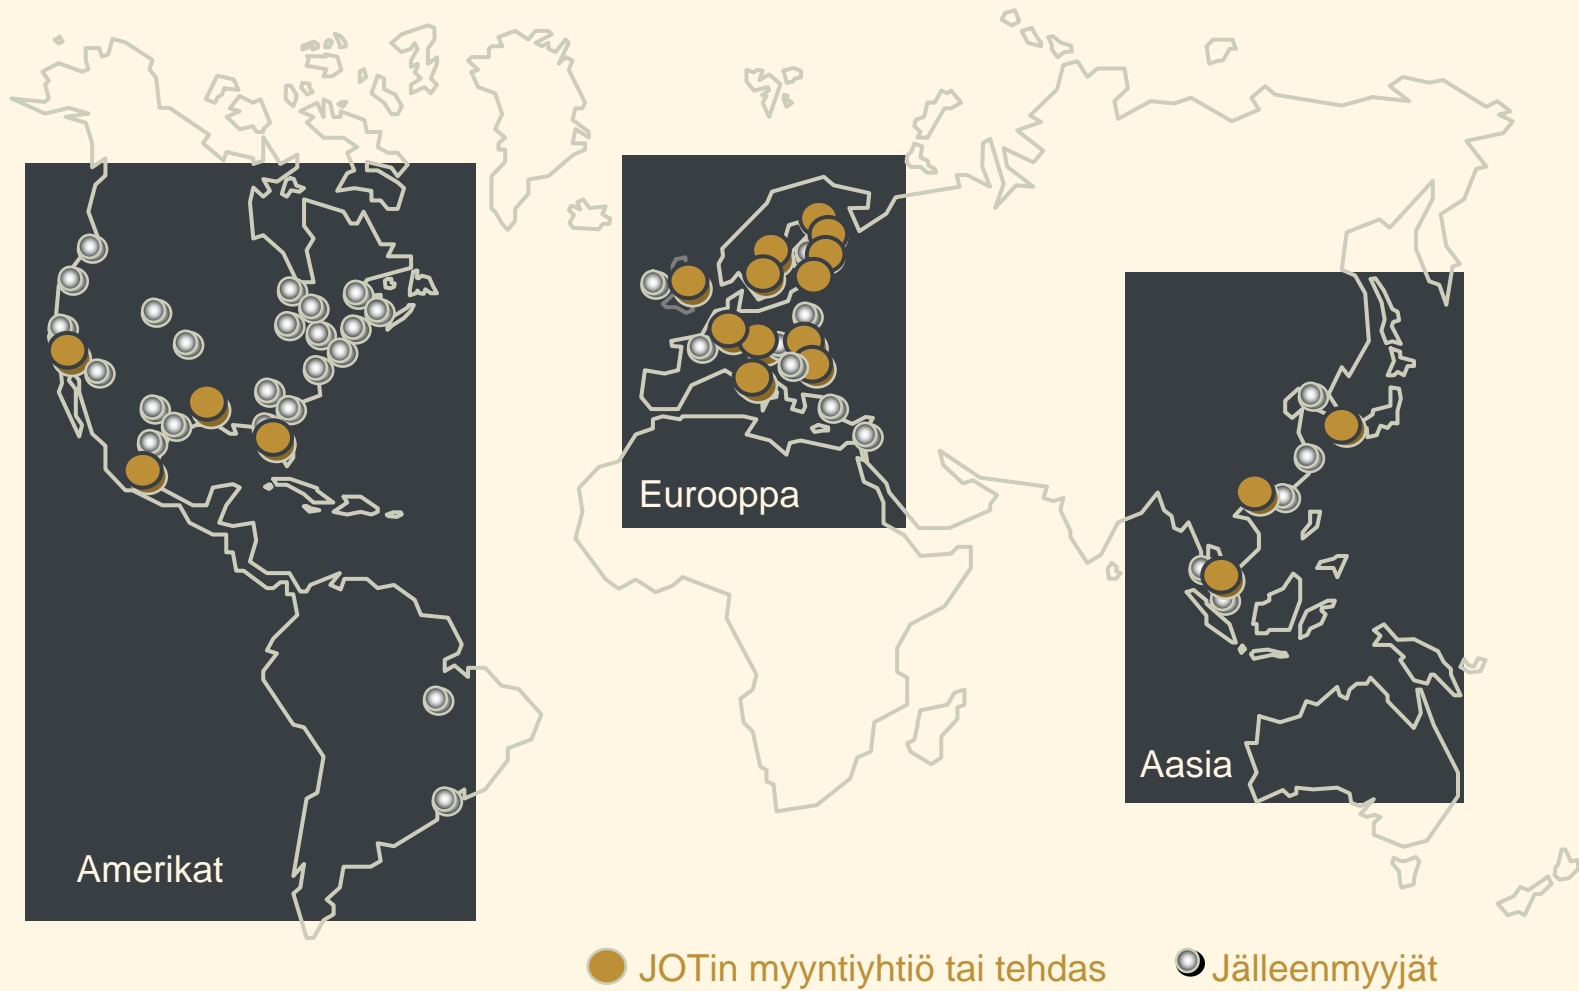 Eurooppa
Aasia
Amerikat
JOTin myyntiyhtiö tai tehdas
Jälleenmyyjät